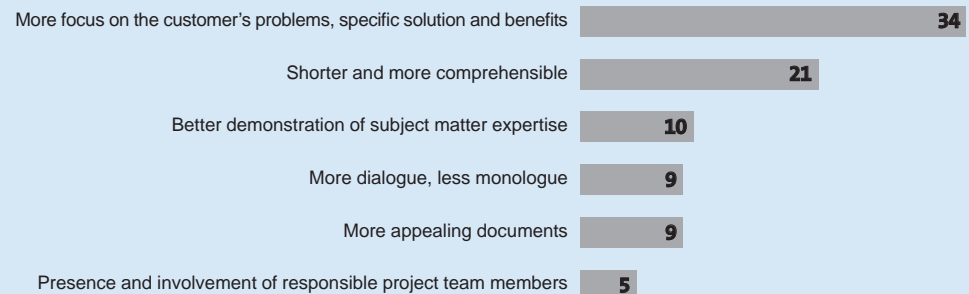 More focus on the customer’s problems, specific solution and benefits 34
Shorter and more comprehensible 21
Better demonstration of subject matter expertise 10
More dialogue, less monologue 9
More appealing documents 9
Presence and involvement of responsible project team members 5